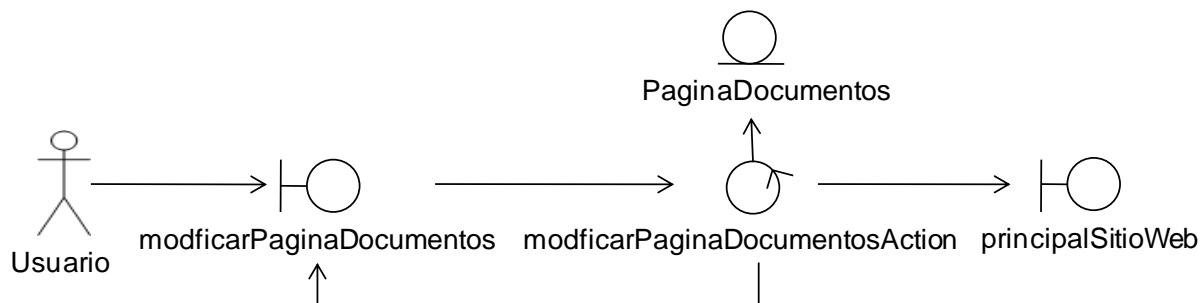 PaginaDocumentos
Usuario
modficarPaginaDocumentos
modficarPaginaDocumentosAction
principalSitioWeb